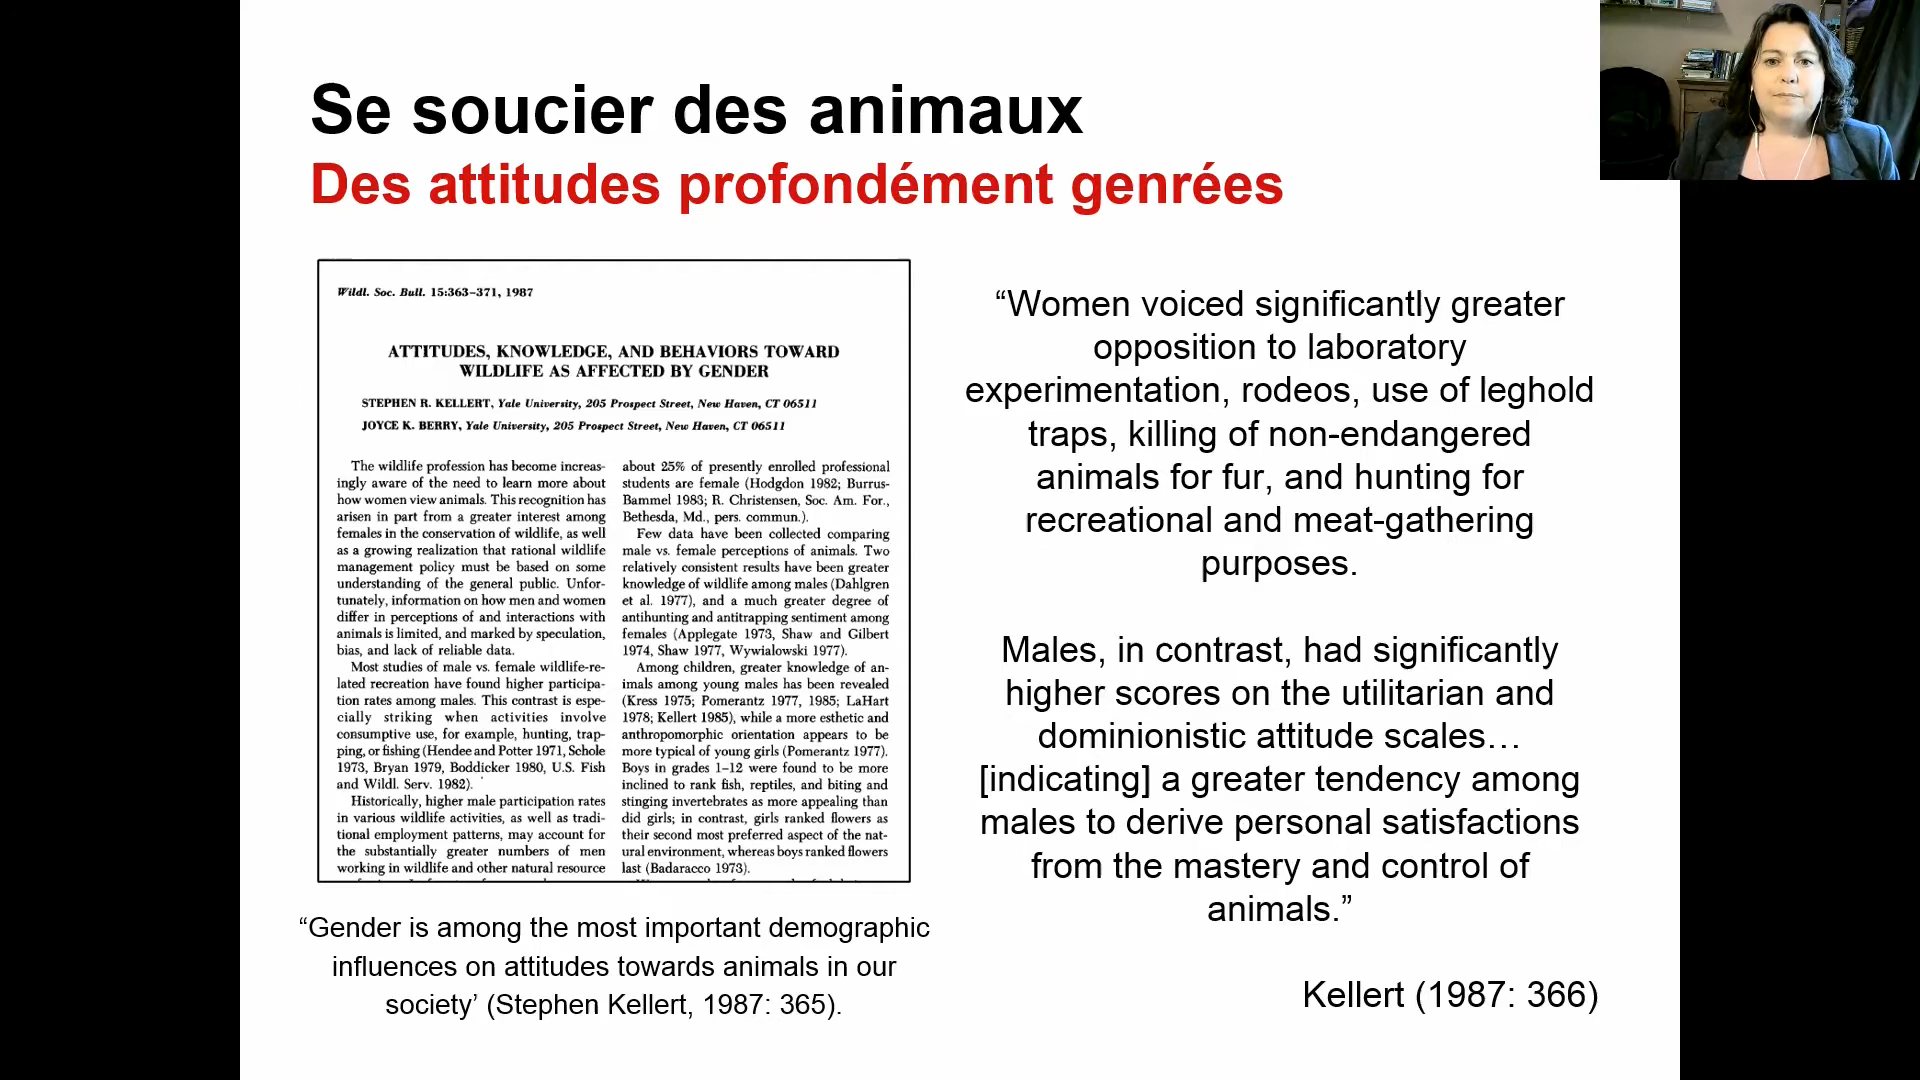 Se soucier des animaux
Des attitudes profondément genrées
Wildl. Soc. Bull. 15:363–371, 1987
ATTITUDES, KNOWLEDGE, AND BEHAVIORS TOWARD
WILDLIFE AS AFFECTED BY GENDER
STEPHEN R. KELLERT, Yale University, 205 Prospect Street, New Haven, CT 06511
JOYCE K. BERRY, Yale University, 205 Prospect Street, New Haven, CT 06511
The wildlife profession has become increas-
ingly aware of the need to learn more about
how women view animals. This recognition has
arisen in part from a greater interest among
females in the conservation of wildlife, as well
as a growing realization that rational wildlife
management policy must be based on some
understanding of the general public. Unfor-
tunately, information on how men and women
differ in perceptions of and interactions with
animals is limited, and marked by speculation,
bias, and lack of reliable data.
Most studies of male vs. female wildlife-re-
lated recreation have found higher participa-
tion rates among males. This contrast is espe-
cially striking when activities involve
consumptive use, for example, hunting, trap-
ping, or fishing (Hendee and Potter 1971, Schole
1973, Bryan 1979, Boddicker 1980, U.S. Fish
and Wildl. Serv. 1982).
Historically, higher male participation rates
in various wildlife activities, as well as tradi-
tional employment patterns, may account for
the substantially greater numbers of men
working in wildlife and other natural resource
about 25% of presently enrolled professional
students are female (Hodgdon 1982; Burrus-
Bammel 1983; R. Christensen, Soc. Am. For.,
Bethesda, Md., pers. commun.).
Few data have been collected comparing
male vs. female perceptions of animals. Two
relatively consistent results have been greater
knowledge of wildlife among males (Dahlgren
et al. 1977), and a much greater degree of
antihunting and antitrapping sentiment among
females (Applegate 1973, Shaw and Gilbert
1974, Shaw 1977, Wywialowski 1977).
Among children, greater knowledge of an-
imals among young males has been revealed
(Kress 1975; Pomerantz 1977, 1985; LaHart
1978; Kellert 1985), while a more esthetic and
anthropomorphic orientation appears to be
more typical of young girls (Pomerantz 1977).
Boys in grades 1–12 were found to be more
inclined to rank fish, reptiles, and biting and
stinging invertebrates as more appealing than
did girls; in contrast, girls ranked flowers as
their second most preferred aspect of the nat-
ural environment, whereas boys ranked flowers
last (Badaracco 1973).
“Gender is among the most important demographic
influences on attitudes towards animals in our
society’ (Stephen Kellert, 1987: 365).
“Women voiced significantly greater
opposition to laboratory
experimentation, rodeos, use of leghold
traps, killing of non-endangered
animals for fur, and hunting for
recreational and meat-gathering
purposes.
Males, in contrast, had significantly
higher scores on the utilitarian and
dominionistic attitude scales…
[indicating] a greater tendency among
males to derive personal satisfactions
from the mastery and control of
animals.”
Kellert (1987: 366)